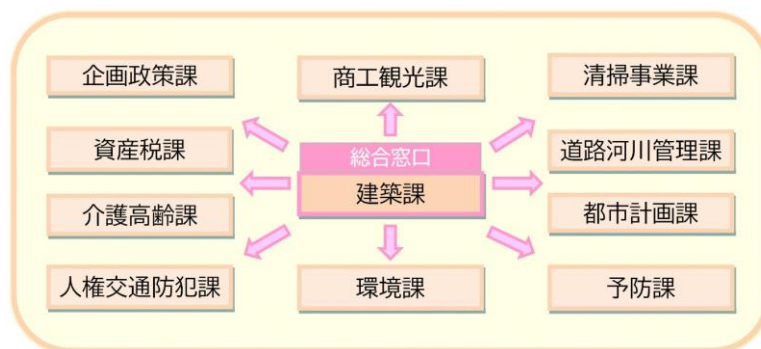 企画政策課
商工観光課
清掃事業課
資産税課
総合窓口
道路河川管理課
建築課
介護高齢課
都市計画課
人権交通防犯課
環境課
予防課